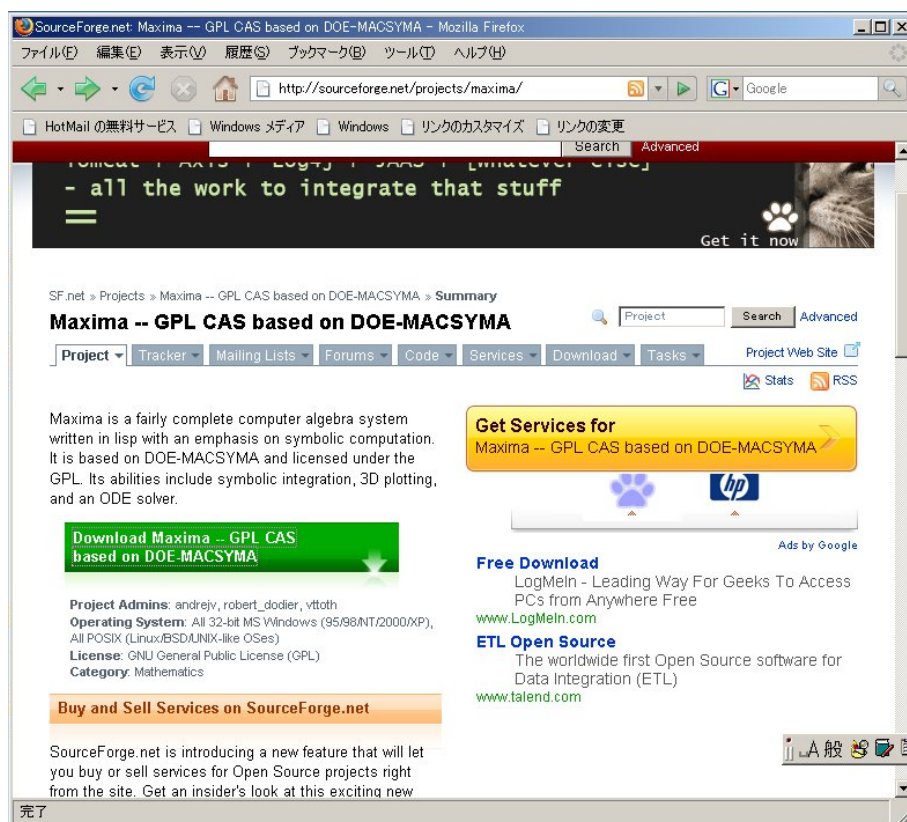 SourceForge.net: Maxima -- GPL CAS based on DOE-MACSYMA - Mozilla Firefox
ファイル(F) 編集(E) 表示(V) 履歴(S) ブックマーク(B) ツール(T) ヘルプ(H)
http://sourceforge.net/projects/maxima/
G Google
HotMail の無料サービス Windows メディア Windows リンクのカスタマイズ リンクの変更
Search Advanced
Tomcat + Axis + Log4j + JAAS + [whatever else]
- all the work to integrate that stuff
Get it now
SF.net » Projects » Maxima -- GPL CAS based on DOE-MACSYMA » Summary
Maxima -- GPL CAS based on DOE-MACSYMA
Project Search Advanced
Project Tracker Mailing Lists Forums Code Services Download Tasks Project Web Site
Stats RSS
Maxima is a fairly complete computer algebra system
written in lisp with an emphasis on symbolic computation.
It is based on DOE-MACSYMA and licensed under the
GPL. Its abilities include symbolic integration, 3D plotting,
and an ODE solver.
Download Maxima -- GPL CAS
based on DOE-MACSYMA
Project Admins: andrejv, robert_dodier, vttoth
Operating System: All 32-bit MS Windows (95/98/NT/2000/XP),
All POSIX (Linux/BSD/UNIX-like OSes)
License: GNU General Public License (GPL)
Category: Mathematics
Buy and Sell Services on SourceForge.net
SourceForge.net is introducing a new feature that will let
you buy or sell services for Open Source projects right
from the site. Get an insider's look at this exciting new
Get Services for
Maxima -- GPL CAS based on DOE-MACSYMA
hp
Ads by Google
Free Download
LogMeIn - Leading Way For Geeks To Access
PCs from Anywhere Free
www.LogMeIn.com
ETL Open Source
The worldwide first Open Source software for
Data Integration (ETL)
www.talend.com
A 般
完了